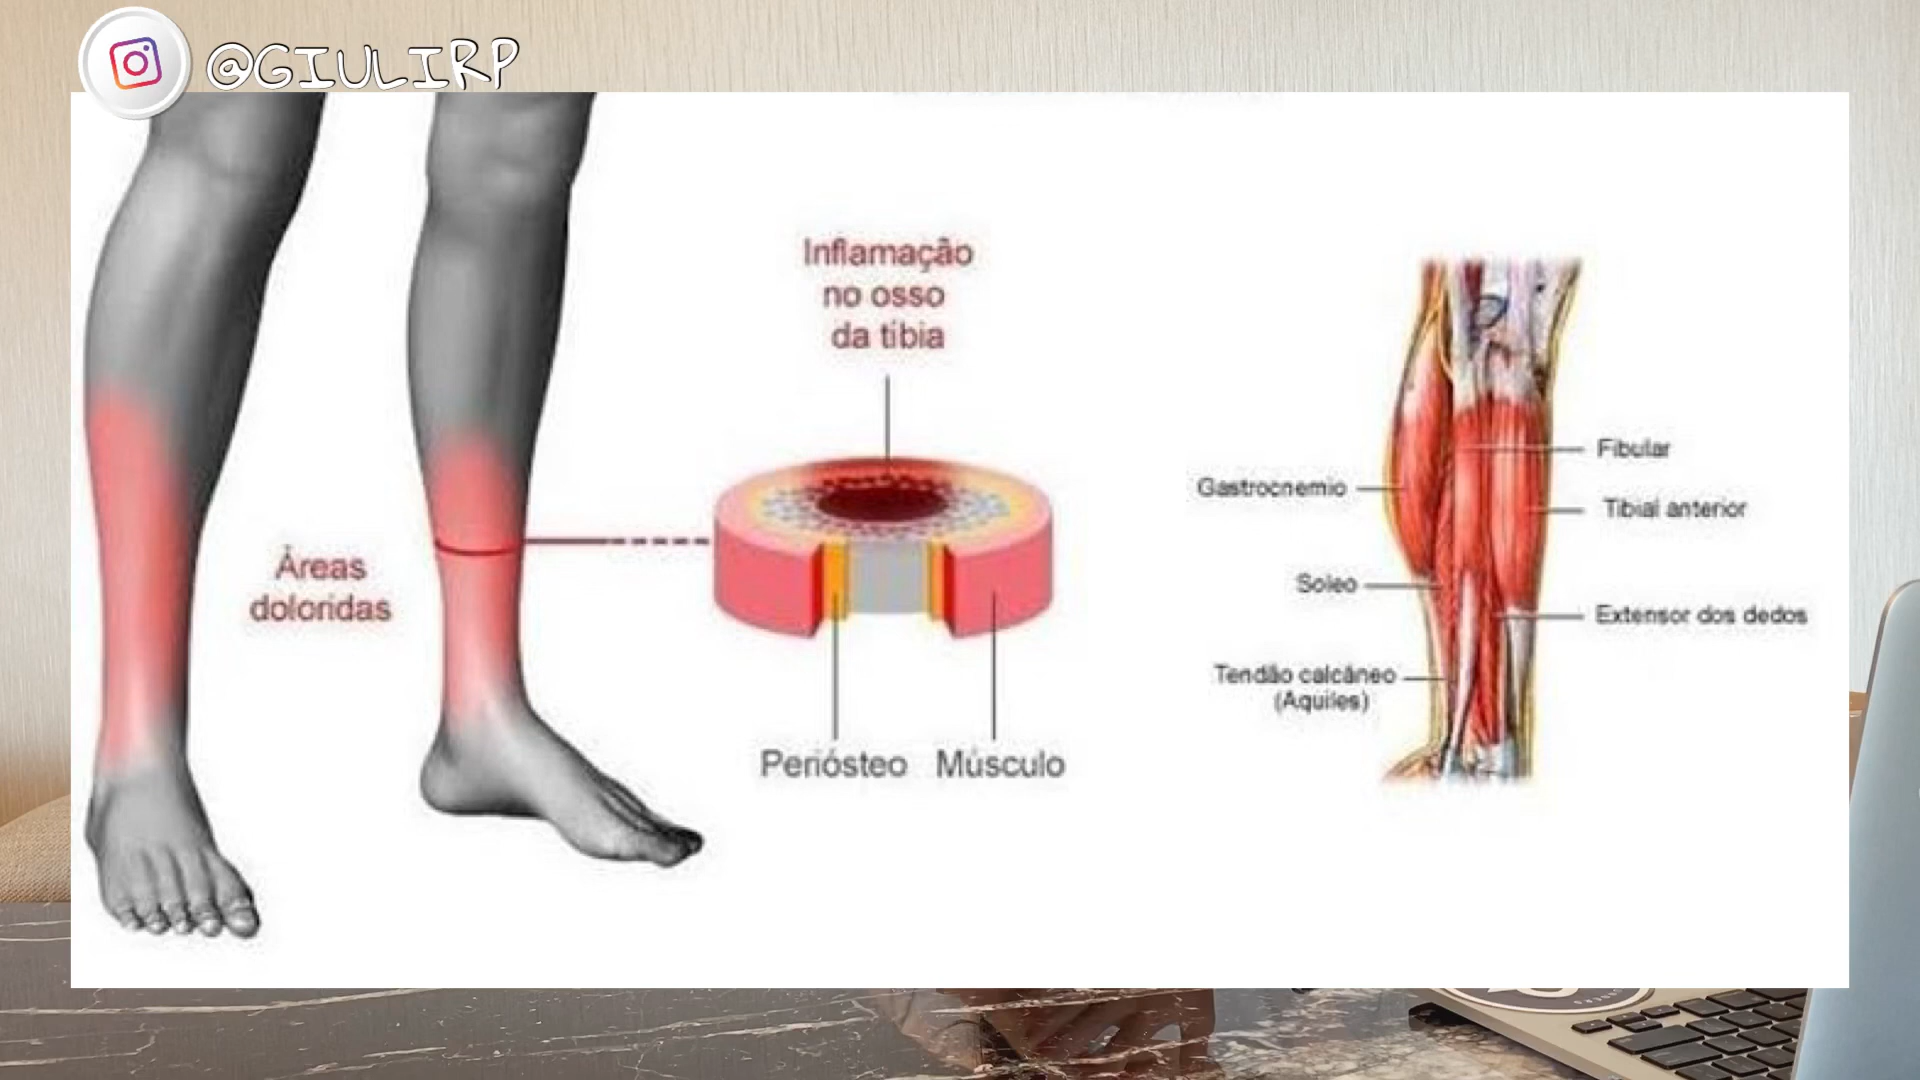 @GIULIRP
Inflamação
no osso
da tíbia
Áreas
doloridas
Periósteo Músculo
Fibular
Gastrocnemio
Tibial anterior
Soleo
Extensor dos dedos
Tendão calcâneo
(Aquiles)